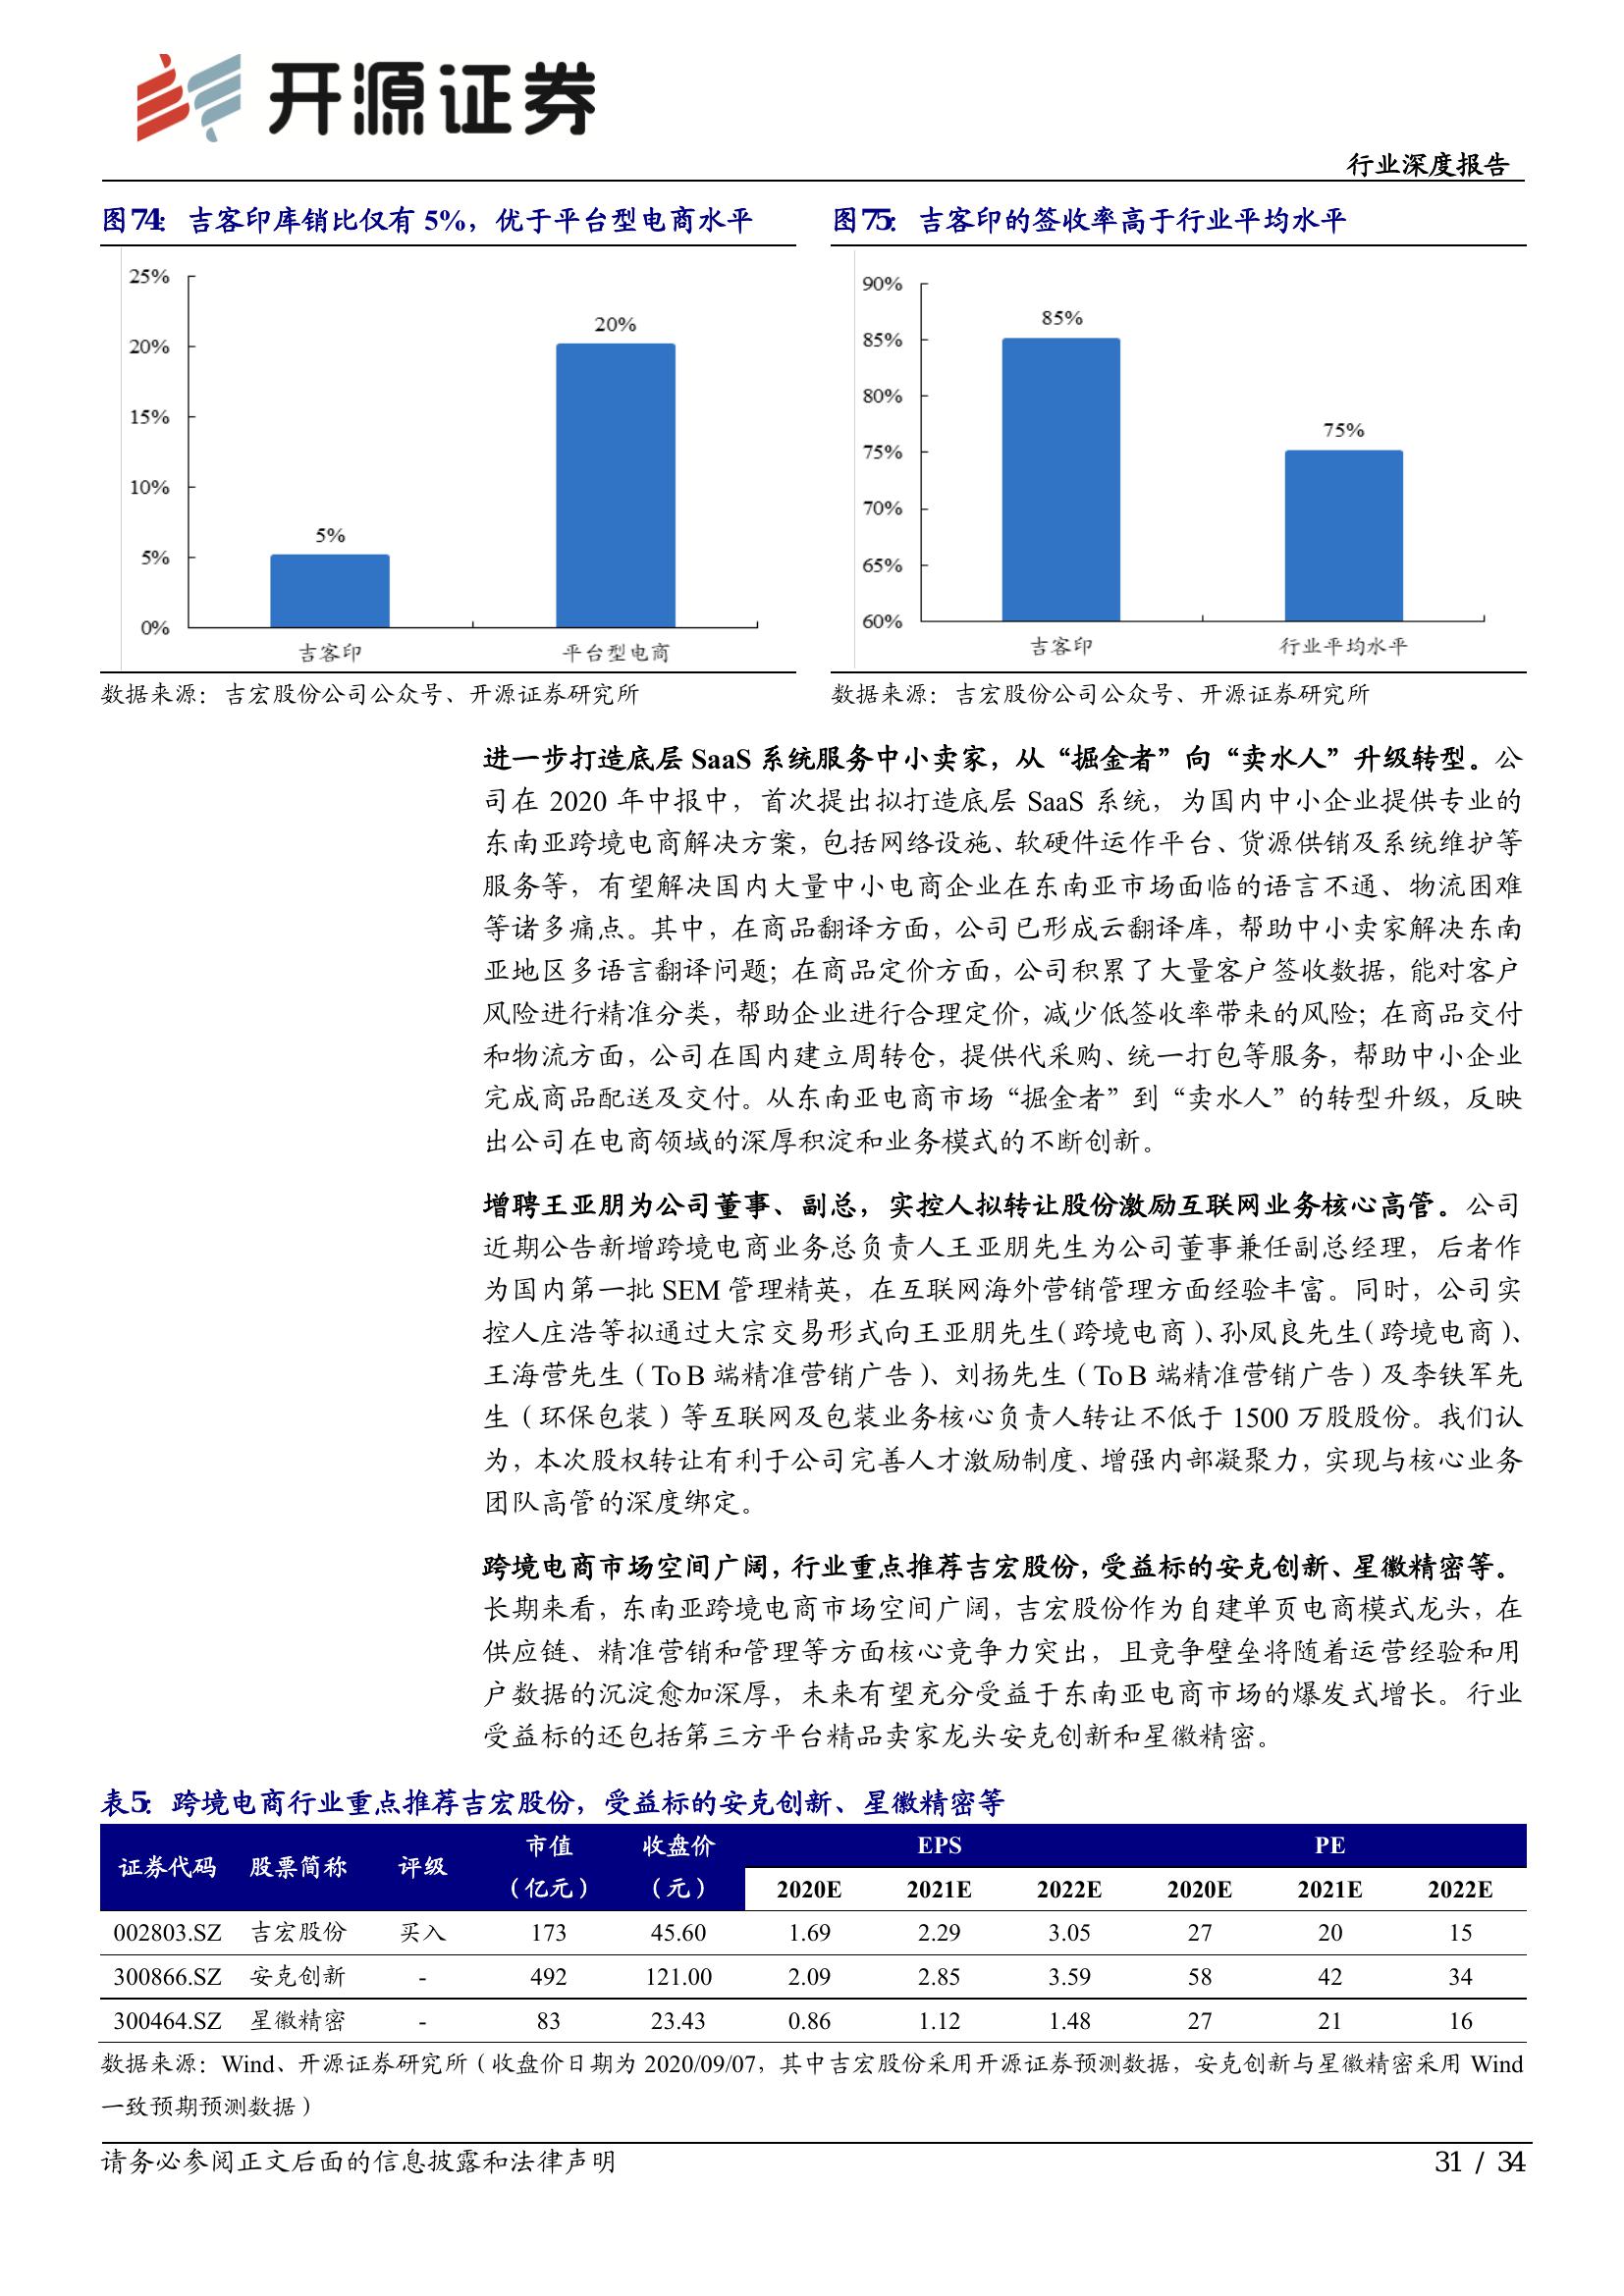 开源证券
行业深度报告
图74：吉客印库销比仅有 5%，优于平台型电商水平
25%
20%
15%
10%
5%
0%
5%
20%
吉客印
平台型电商
数据来源：吉宏股份公司公众号、开源证券研究所
图75：吉客印的签收率高于行业平均水平
90%
85%
80%
75%
70%
65%
60%
85%
75%
吉客印
行业平均水平
数据来源：吉宏股份公司公众号、开源证券研究所
进一步打造底层 SaaS 系统服务中小卖家，从“掘金者”向“卖水人”升级转型。公
司在 2020 年中报中，首次提出拟打造底层 SaaS 系统，为国内中小企业提供专业的
东南亚跨境电商解决方案，包括网络设施、软硬件运作平台、货源供销及系统维护等
服务等，有望解决国内大量中小电商企业在东南亚市场面临的语言不通、物流困难
等诸多痛点。其中，在商品翻译方面，公司已形成云翻译库，帮助中小卖家解决东南
亚地区多语言翻译问题；在商品定价方面，公司积累了大量客户签收数据，能对客户
风险进行精准分类，帮助企业进行合理定价，减少低签收率带来的风险；在商品交付
和物流方面，公司在国内建立周转仓，提供代采购、统一打包等服务，帮助中小企业
完成商品配送及交付。从东南亚电商市场“掘金者”到“卖水人”的转型升级，反映
出公司在电商领域的深厚积淀和业务模式的不断创新。
增聘王亚朋为公司董事、副总，实控人拟转让股份激励互联网业务核心高管。公司
近期公告新增跨境电商业务总负责人王亚朋先生为公司董事兼任副总经理，后者作
为国内第一批 SEM 管理精英，在互联网海外营销管理方面经验丰富。同时，公司实
控人庄浩等拟通过大宗交易形式向王亚朋先生（跨境电商）、孙凤良先生（跨境电商）、
王海营先生（To B 端精准营销广告）、刘扬先生（To B 端精准营销广告）及李铁军先
生（环保包装）等互联网及包装业务核心负责人转让不低于 1500 万股股份。我们认
为，本次股权转让有利于公司完善人才激励制度、增强内部凝聚力，实现与核心业务
团队高管的深度绑定。
跨境电商市场空间广阔，行业重点推荐吉宏股份，受益标的安克创新、星徽精密等。
长期来看，东南亚跨境电商市场空间广阔，吉宏股份作为自建单页电商模式龙头，在
供应链、精准营销和管理等方面核心竞争力突出，且竞争壁垒将随着运营经验和用
户数据的沉淀愈加深厚，未来有望充分受益于东南亚电商市场的爆发式增长。行业
受益标的还包括第三方平台精品卖家龙头安克创新和星徽精密。
表5：跨境电商行业重点推荐吉宏股份，受益标的安克创新、星徽精密等
证券代码 股票简称 评级 市值（亿元） 收盘价（元） EPS PE
2020E 2021E 2022E 2020E 2021E 2022E
002803.SZ 吉宏股份 买入 173 45.60 1.69 2.29 3.05 27 20 15
300866.SZ 安克创新 - 492 121.00 2.09 2.85 3.59 58 42 34
300464.SZ 星徽精密 - 83 23.43 0.86 1.12 1.48 27 21 16
数据来源：Wind、开源证券研究所（收盘价日期为 2020/09/07，其中吉宏股份采用开源证券预测数据，安克创新与星徽精密采用 Wind
一致预期预测数据）
请务必参阅正文后面的信息披露和法律声明
31 / 34